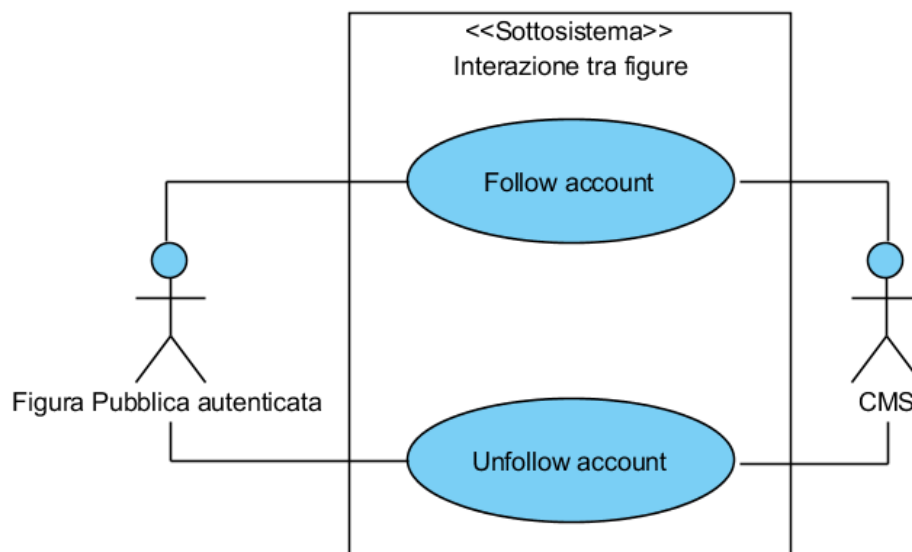 <<Sottosistema>>
Interazione tra figure
Follow account
Figura Pubblica autenticata
CMS
Unfollow account